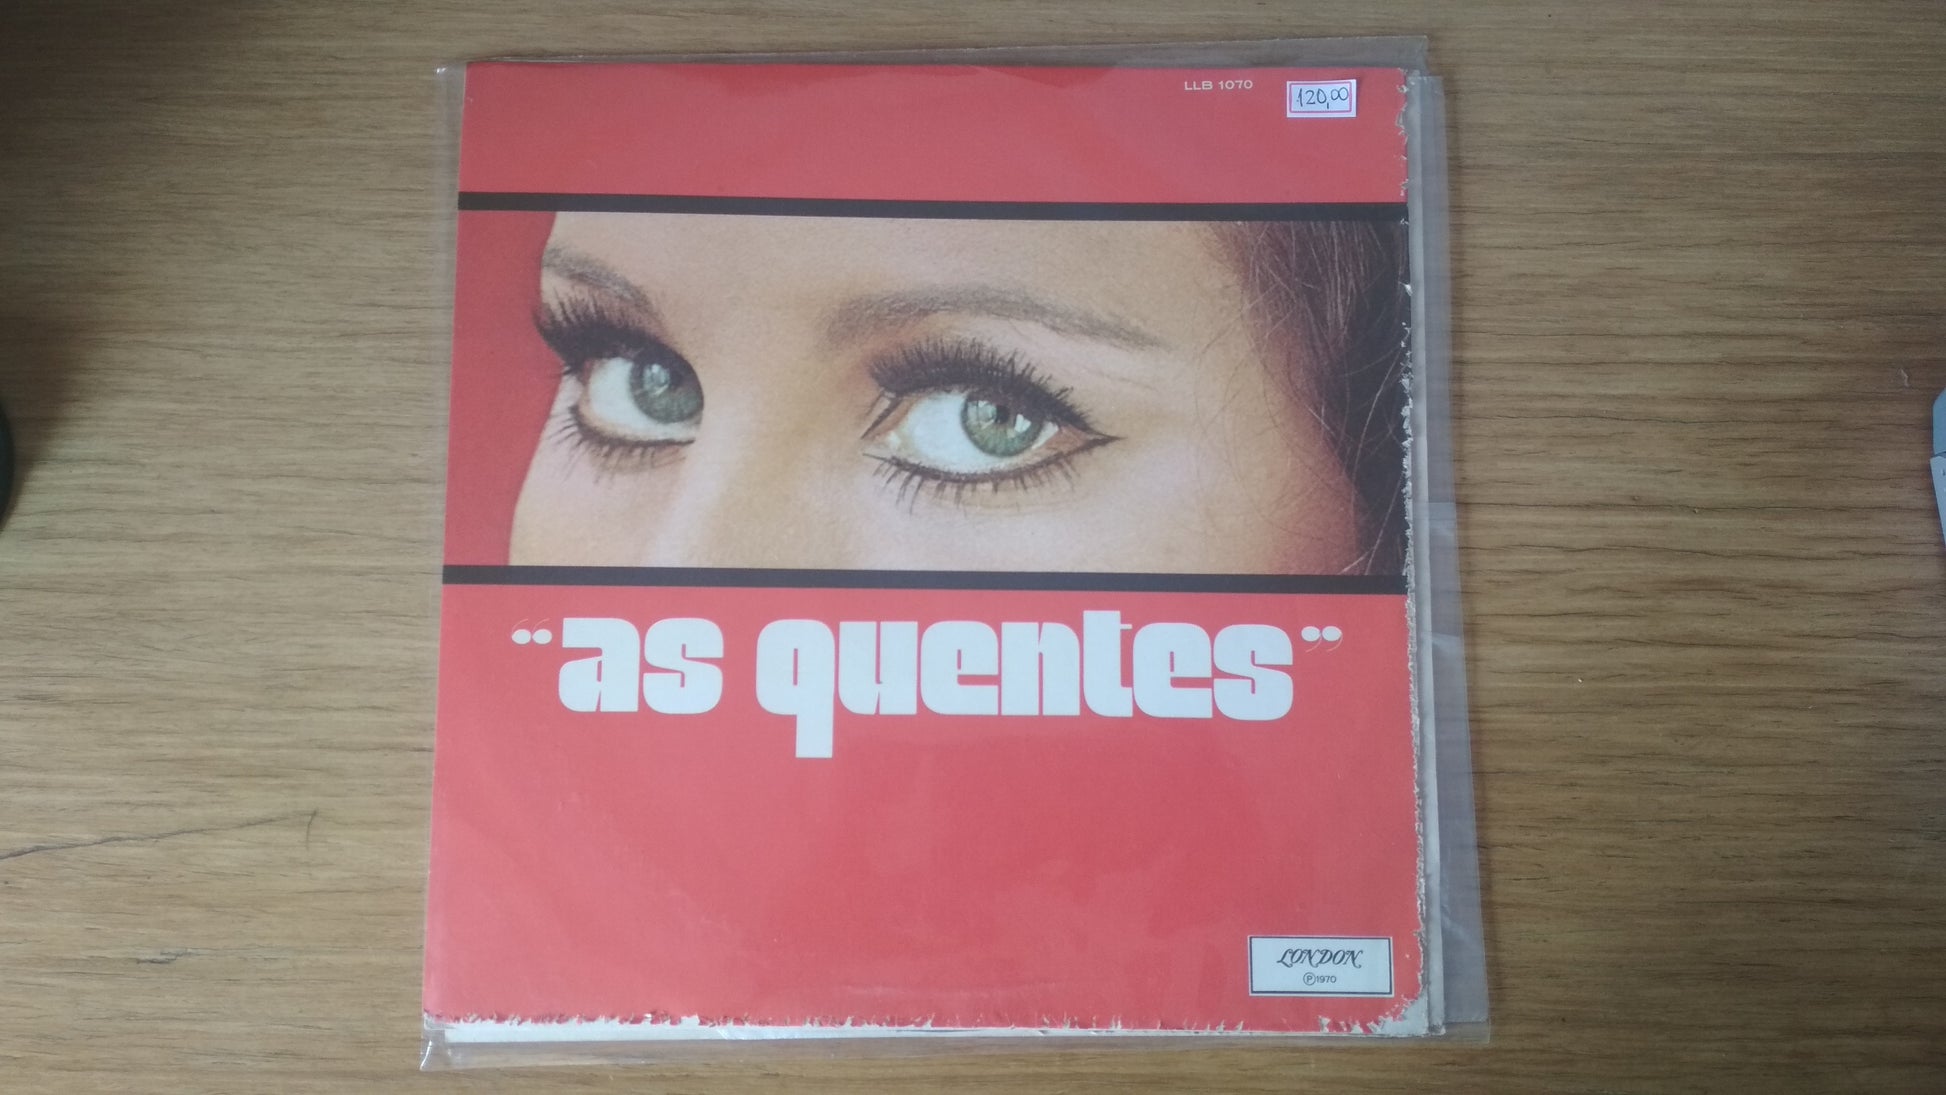 LLB 1070
120,00
"as quentes"
LONDON
℗1970